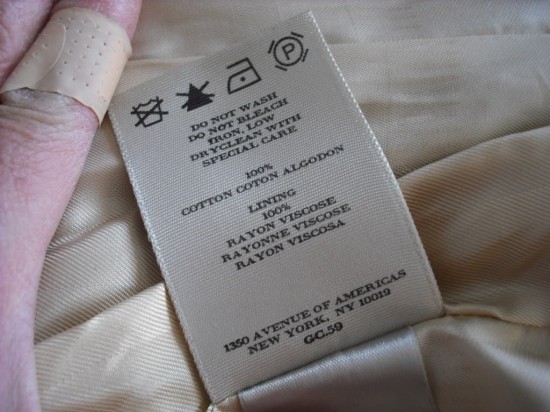 P
DO NOT WASH
DO NOT BLEACH
IRON, LOW
DRYCLEAN WITH
SPECIAL CARE
100%
COTTON COTON ALGODON
LINING
100%
RAYON VISCOSE
RAYONNE VISCOSE
RAYON VISCOSA
1350 AVENUE OF AMERICAS
NEW YORK, NY 10019
GC.59